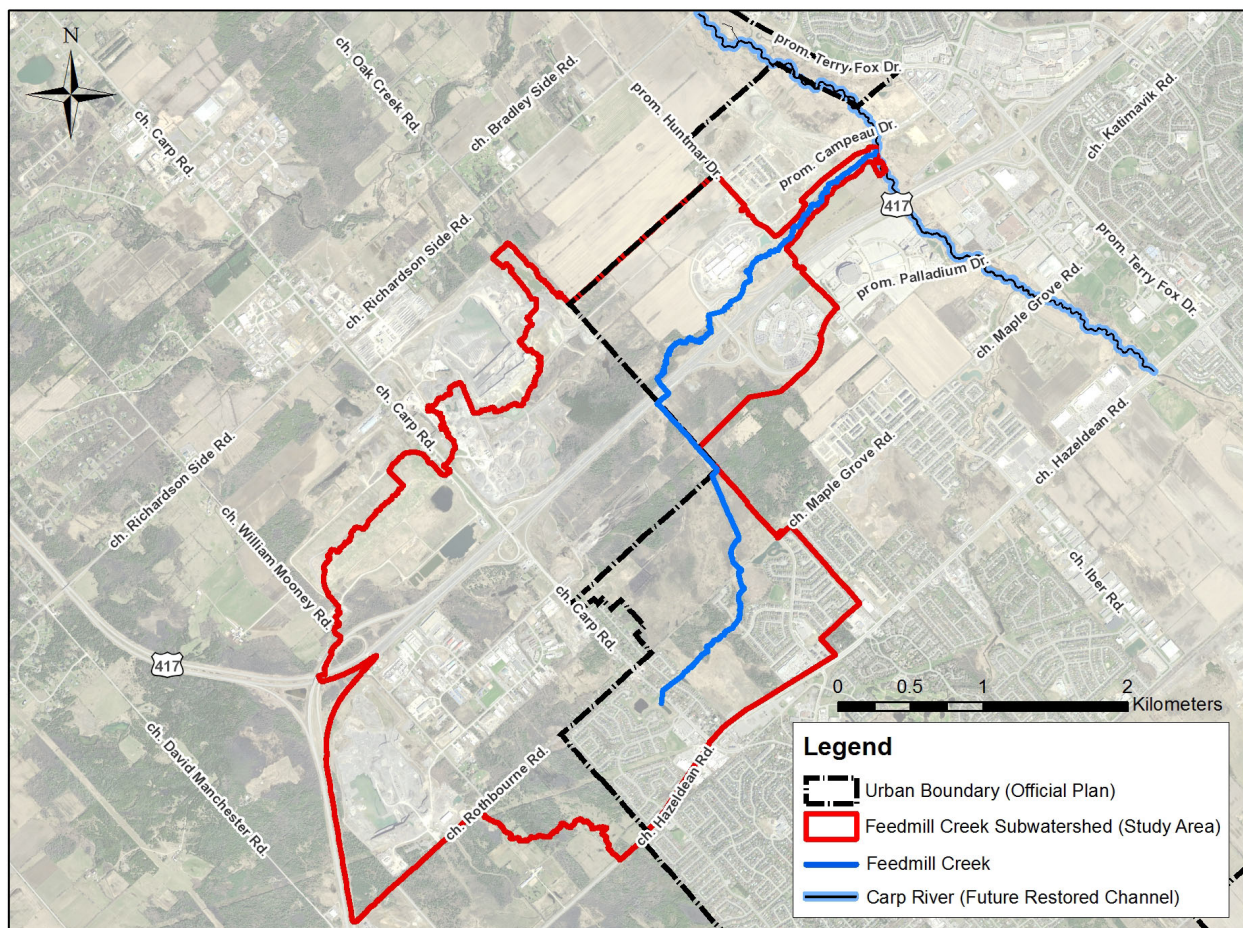 N
prom. Terry Fox Dr.
ch. Oak Creek Rd.
ch. Bradley Side Rd.
prom. Huntmar Dr.
ch. Katimavik Rd.
ch. Carp Rd.
prom. Campeau Dr.
417
prom. Terry Fox Dr.
prom. Palladium Dr.
ch. Richardson Side Rd.
ch. Maple Grove Rd.
ch. Carp Rd.
ch. Hazeldean Rd.
ch. Richardson Side Rd.
ch. Maple Grove Rd.
ch. William Mooney Rd.
ch. Iber Rd.
ch. Carp Rd.
417
0 0.5 1 2
Kilometers
ch. David Manchester Rd.
ch. Rothbourne Rd.
ch. Hazeldean Rd.
Legend
Urban Boundary (Official Plan)
Feedmill Creek Subwatershed (Study Area)
Feedmill Creek
Carp River (Future Restored Channel)